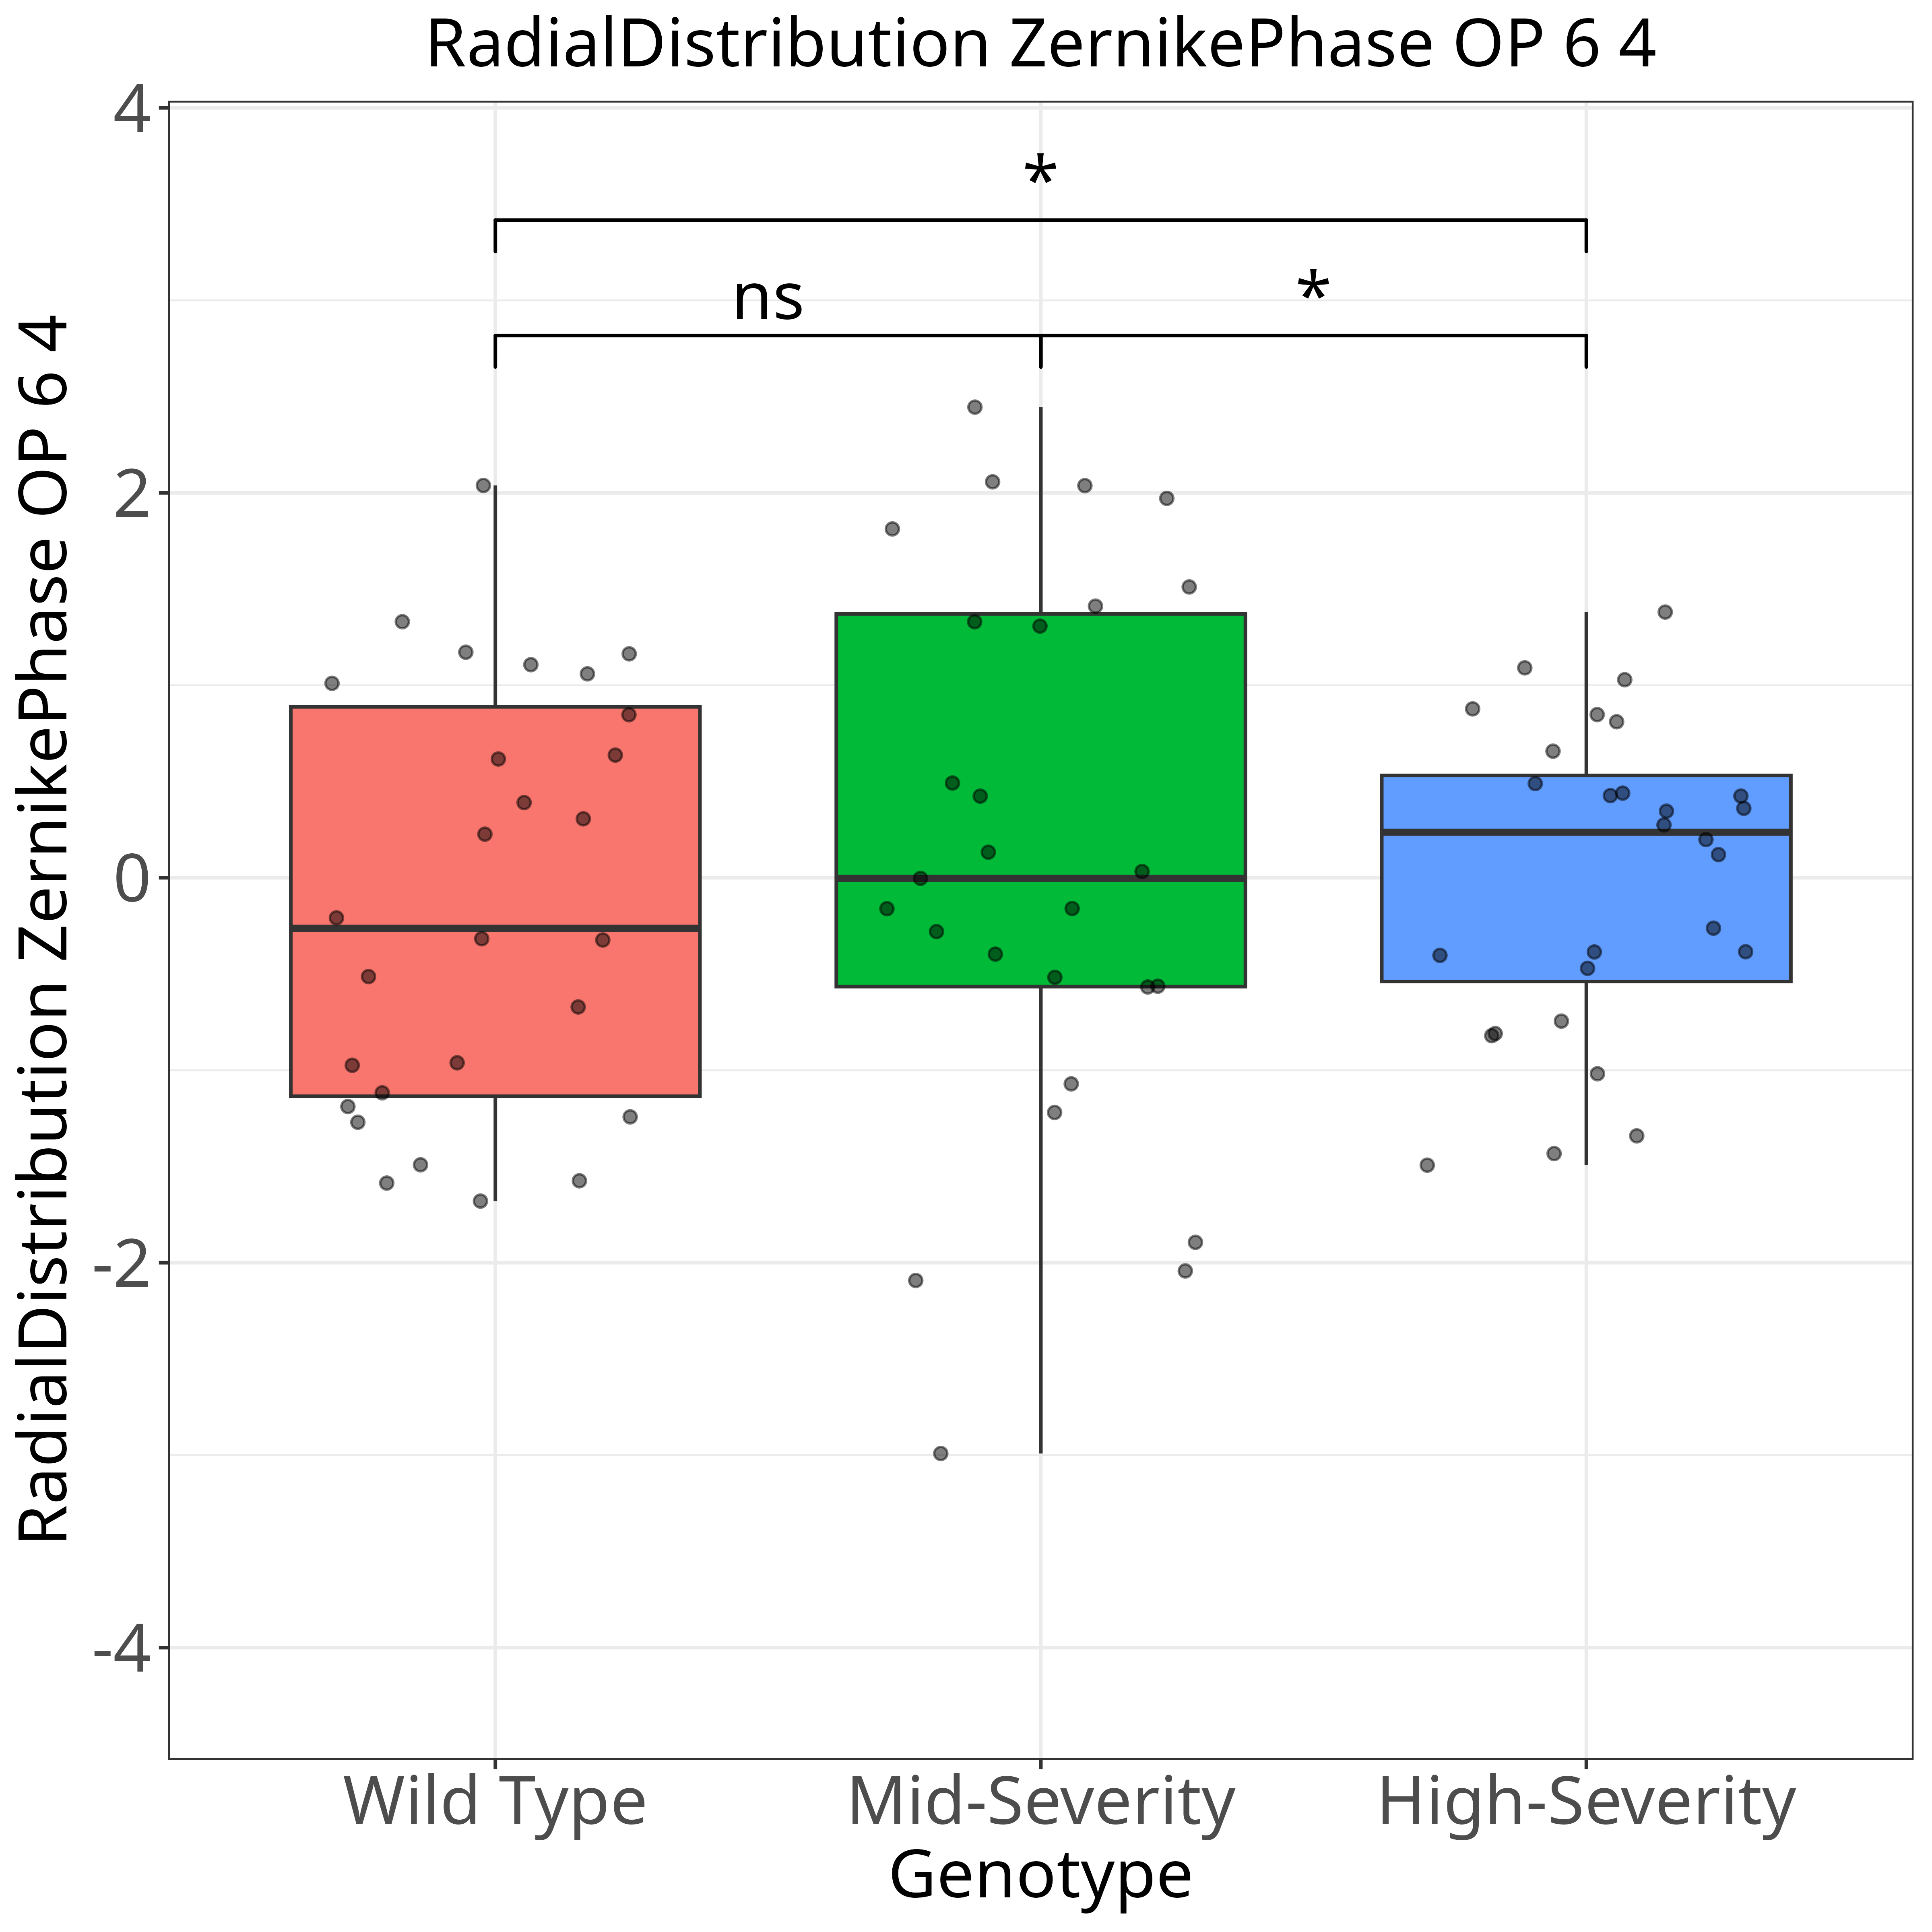 RadialDistribution ZernikePhase OP 6 4
RadialDistribution ZernikePhase OP 6 4
4
2
0
-2
-4
*
ns
*
Wild Type
Mid-Severity
High-Severity
Genotype